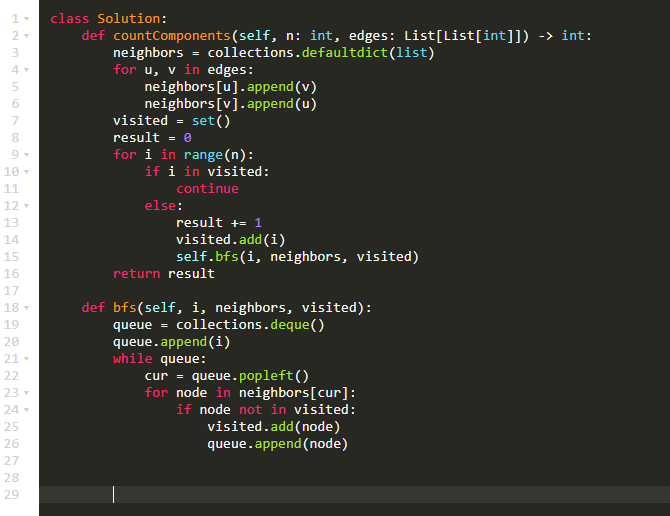 1 class Solution:
2     def countComponents(self, n: int, edges: List[List[int]]) -> int:
3         neighbors = collections.defaultdict(list)
4         for u, v in edges:
5             neighbors[u].append(v)
6             neighbors[v].append(u)
7         visited = set()
8         result = 0
9         for i in range(n):
10             if i in visited:
11                 continue
12             else:
13                 result += 1
14                 visited.add(i)
15                 self.bfs(i, neighbors, visited)
16         return result
17
18     def bfs(self, i, neighbors, visited):
19         queue = collections.deque()
20         queue.append(i)
21         while queue:
22             cur = queue.popleft()
23             for node in neighbors[cur]:
24                 if node not in visited:
25                     visited.add(node)
26                     queue.append(node)
27
28
29